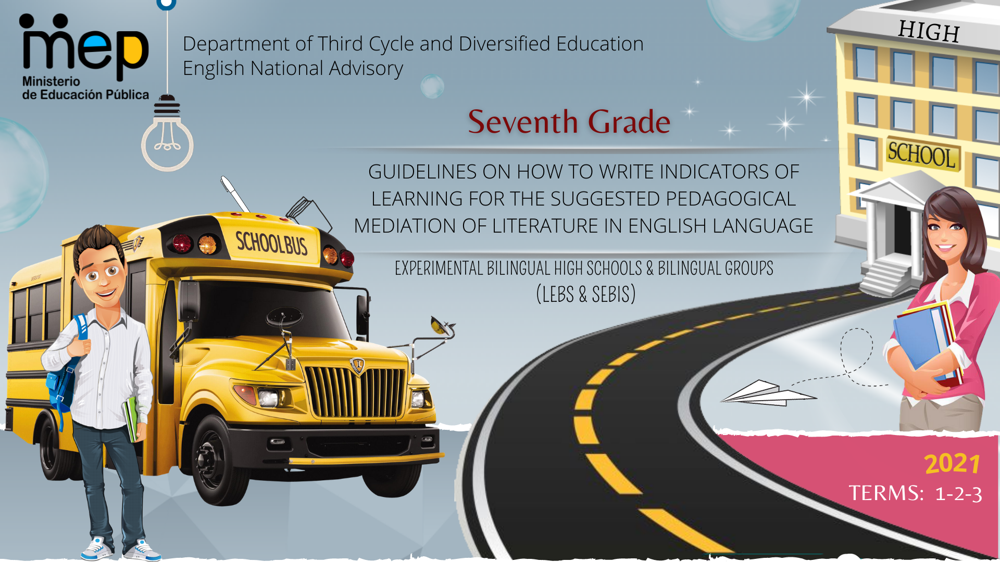 mep
Ministerio
de Educación Pública
Department of Third Cycle and Diversified Education
English National Advisory
HIGH
SCHOOL
Seventh Grade
GUIDELINES ON HOW TO WRITE INDICATORS OF
LEARNING FOR THE SUGGESTED PEDAGOGICAL
MEDIATION OF LITERATURE IN ENGLISH LANGUAGE
EXPERIMENTAL BILINGUAL HIGH SCHOOLS & BILINGUAL GROUPS
(LEBS & SEBIS)
SCHOOLBUS
2021
TERMS: 1-2-3